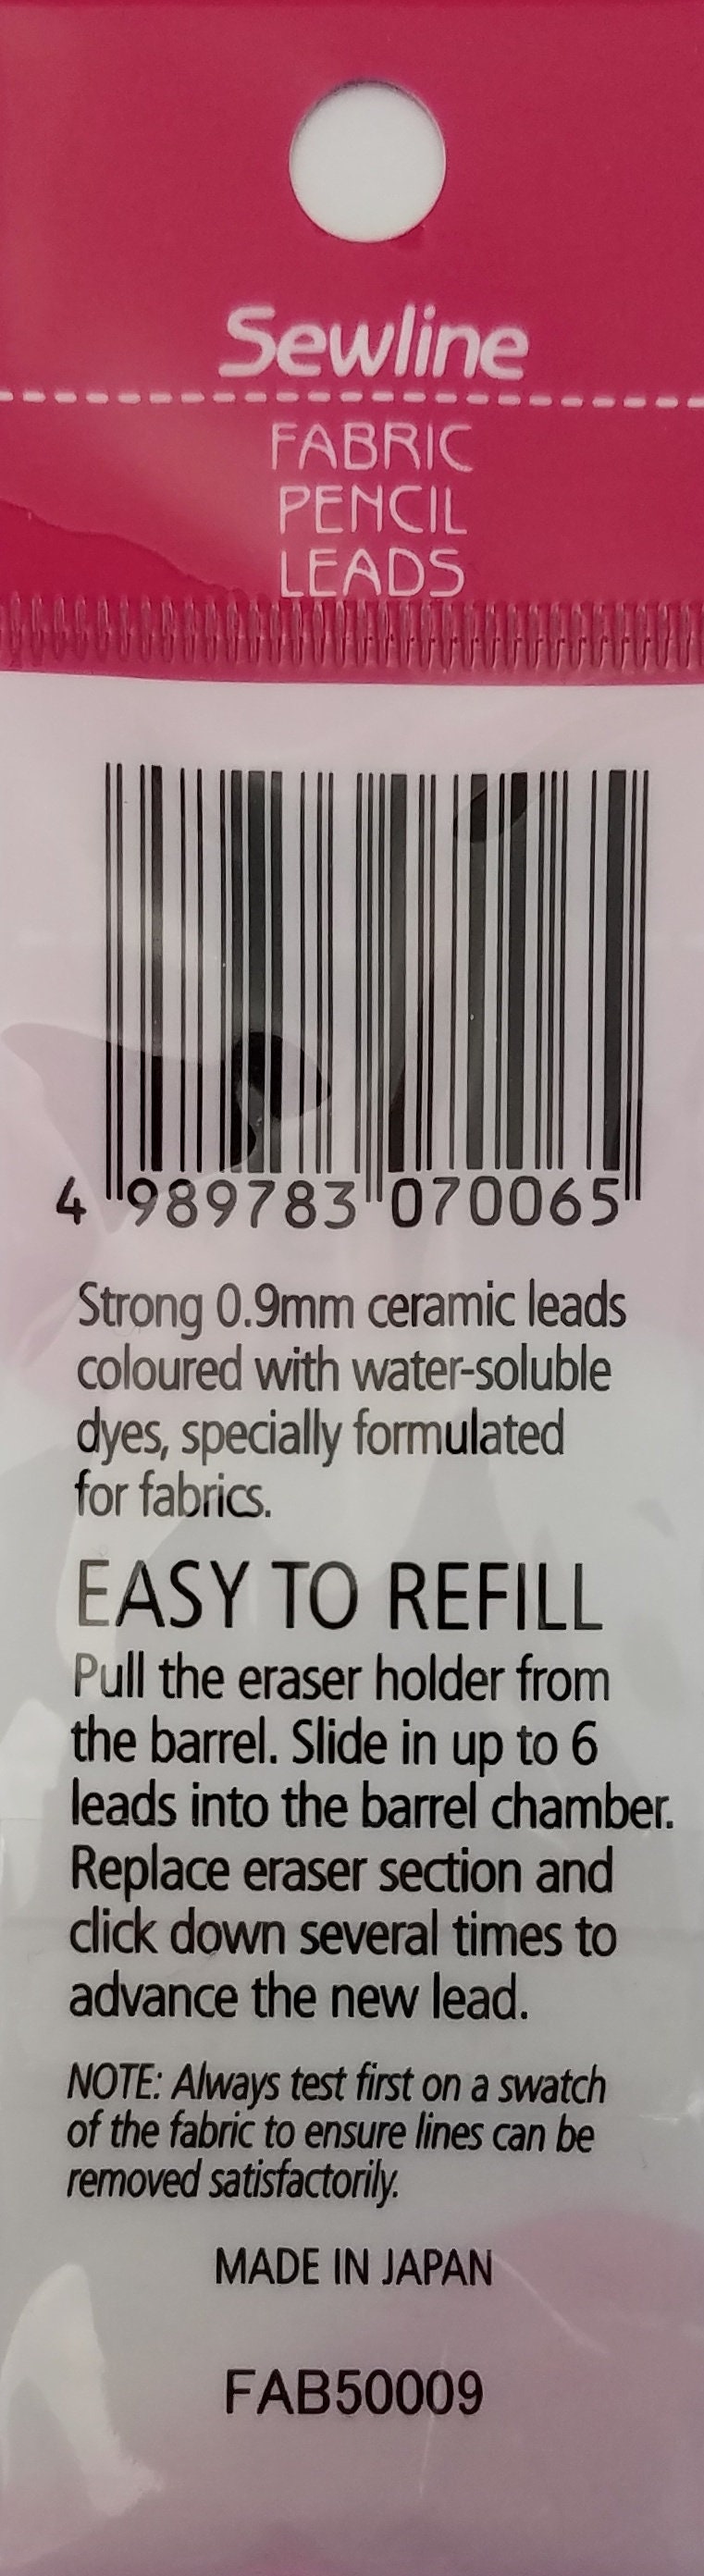 Sewline
FABRIC
PENCIL
LEADS
4 989783 070065
Strong 0.9mm ceramic leads
coloured with water-soluble
dyes, specially formulated
for fabrics.
EASY TO REFILL
Pull the eraser holder from
the barrel. Slide in up to 6
leads into the barrel chamber.
Replace eraser section and
click down several times to
advance the new lead.
NOTE: Always test first on a swatch
of the fabric to ensure lines can be
removed satisfactorily.
MADE IN JAPAN
FAB50009